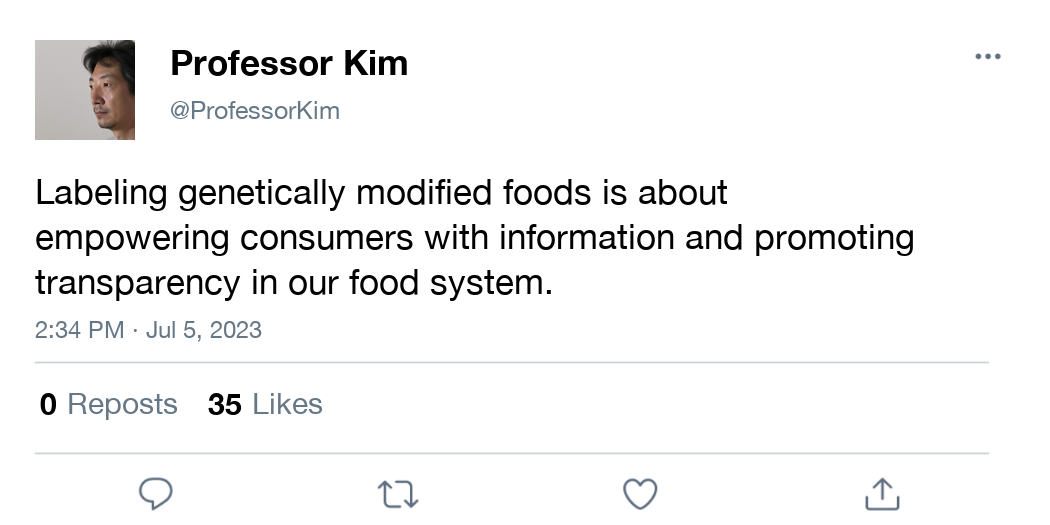 Professor Kim
@ProfessorKim
Labeling genetically modified foods is about
empowering consumers with information and promoting
transparency in our food system.
2:34 PM · Jul 5, 2023
0 Reposts 35 Likes